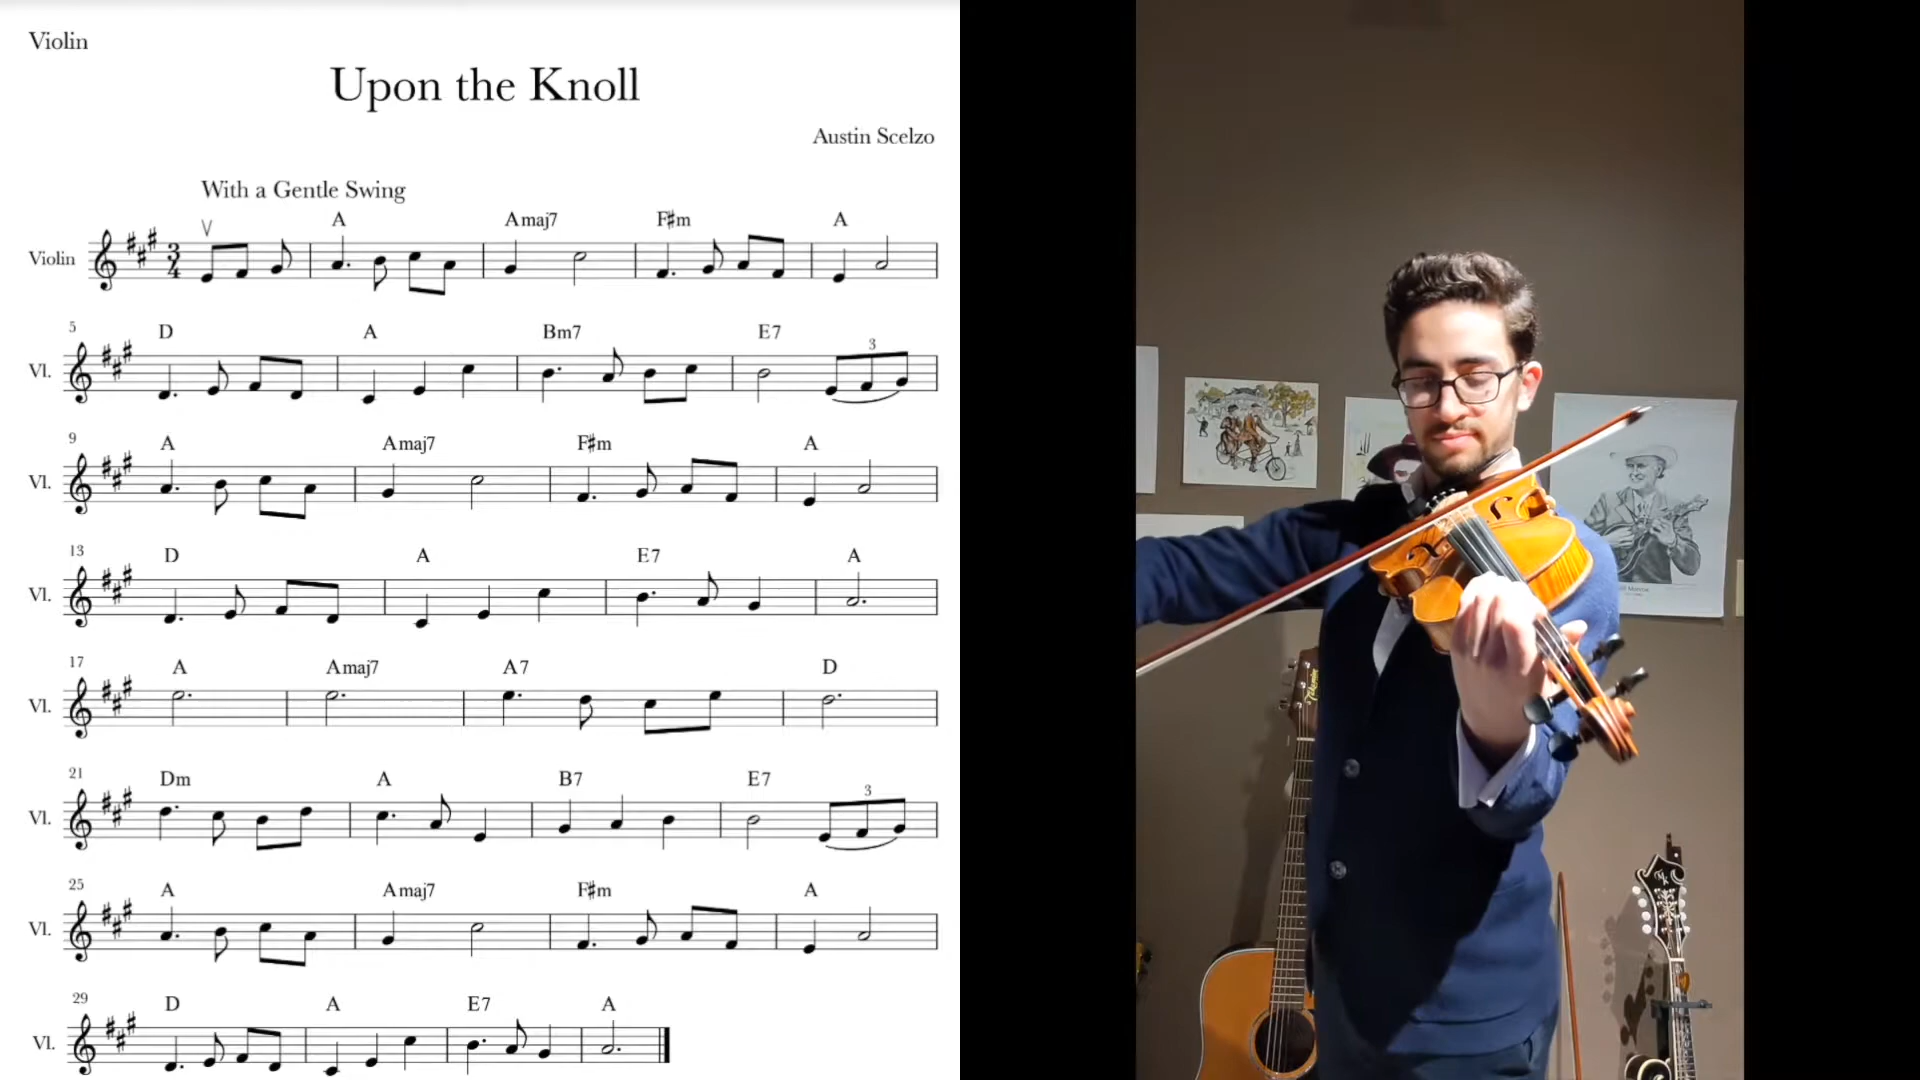 Violin
Upon the Knoll
Austin Scelzo
With a Gentle Swing
A Amaj7 F♯m A
Violin 3 4
5 D A Bm7 E7
Vl. 3
9 A Amaj7 F♯m A
Vl.
13 D A E7 A
Vl.
17 A Amaj7 A7 D
Vl.
21 Dm A B7 E7
Vl. 3
25 A Amaj7 F♯m A
Vl.
29 D A E7 A
Vl.